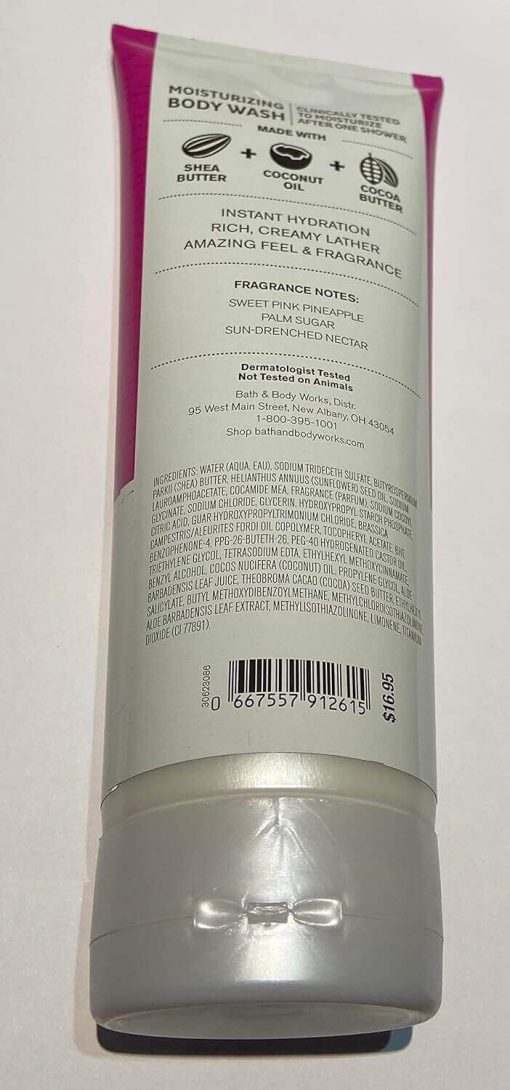 MOISTURIZING
BODY WASH
CLINICALLY TESTED
TO MOISTURIZE
AFTER ONE SHOWER
MADE WITH
SHEA
BUTTER
+
COCONUT
OIL
+
COCOA
BUTTER
INSTANT HYDRATION
RICH, CREAMY LATHER
AMAZING FEEL & FRAGRANCE
FRAGRANCE NOTES:
SWEET PINK PINEAPPLE
PALM SUGAR
SUN-DRENCHED NECTAR
Dermatologist Tested
Not Tested on Animals
Bath & Body Works, Distr.
95 West Main Street, New Albany, OH 43054
1-800-395-1001
Shop bathandbodyworks.com
INGREDIENTS: WATER (AQUA, EAU), SODIUM TRIDECETH SULFATE, BUTYROSPERMUM
PARKII (SHEA) BUTTER, HELIANTHUS ANNUUS (SUNFLOWER) SEED OIL, SODIUM
LAUROAMPHOACETATE, COCAMIDE MEA, FRAGRANCE (PARFUM), SODIUM COCOYL
GLYCINATE, SODIUM CHLORIDE, GLYCERIN, HYDROXYPROPYL STARCH PHOSPHATE,
CITRIC ACID, GUAR HYDROXYPROPYLTRIMONIUM CHLORIDE, BRASSICA
CAMPESTRIS/ALEURITES FORDI OIL COPOLYMER, TOCOPHERYL ACETATE, BHT,
BENZOPHENONE-4, PPG-26-BUTETH-26, PEG-40 HYDROGENATED CASTOR OIL,
TRIETHYLENE GLYCOL, TETRASODIUM EDTA, ETHYLHEXYL METHOXYCINNAMATE,
BENZYL ALCOHOL, COCOS NUCIFERA (COCONUT) OIL, PROPYLENE GLYCOL, ALOE
BARBADENSIS LEAF JUICE, THEOBROMA CACAO (COCOA) SEED BUTTER, ETHYLHEXYL
SALICYLATE, BUTYL METHOXYDIBENZOYLMETHANE, METHYLCHLOROISOTHIAZOLINONE,
ALOE BARBADENSIS LEAF EXTRACT, METHYLISOTHIAZOLINONE, LIMONENE, TITANIUM
DIOXIDE (CI 77891).
30623086
0 667557 912615
$16.95